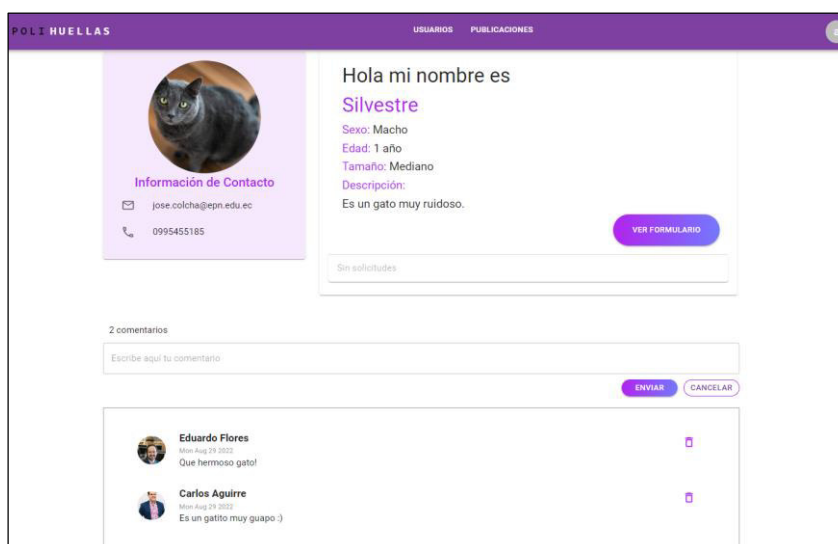 POLI HUELLAS
USUARIOS PUBLICACIONES
Hola mi nombre es
Silvestre
Sexo: Macho
Edad: 1 año
Tamaño: Mediano
Descripción:
Es un gato muy ruidoso.
VER FORMULARIO
Sin solicitudes
Información de Contacto
jose.colcha@epn.edu.ec
0995455185
2 comentarios
Escribe aquí tu comentario
ENVIAR CANCELAR
Eduardo Flores
Mon Aug 29 2022
Que hermoso gato!
Carlos Aguirre
Mon Aug 29 2022
Es un gatito muy guapo :)